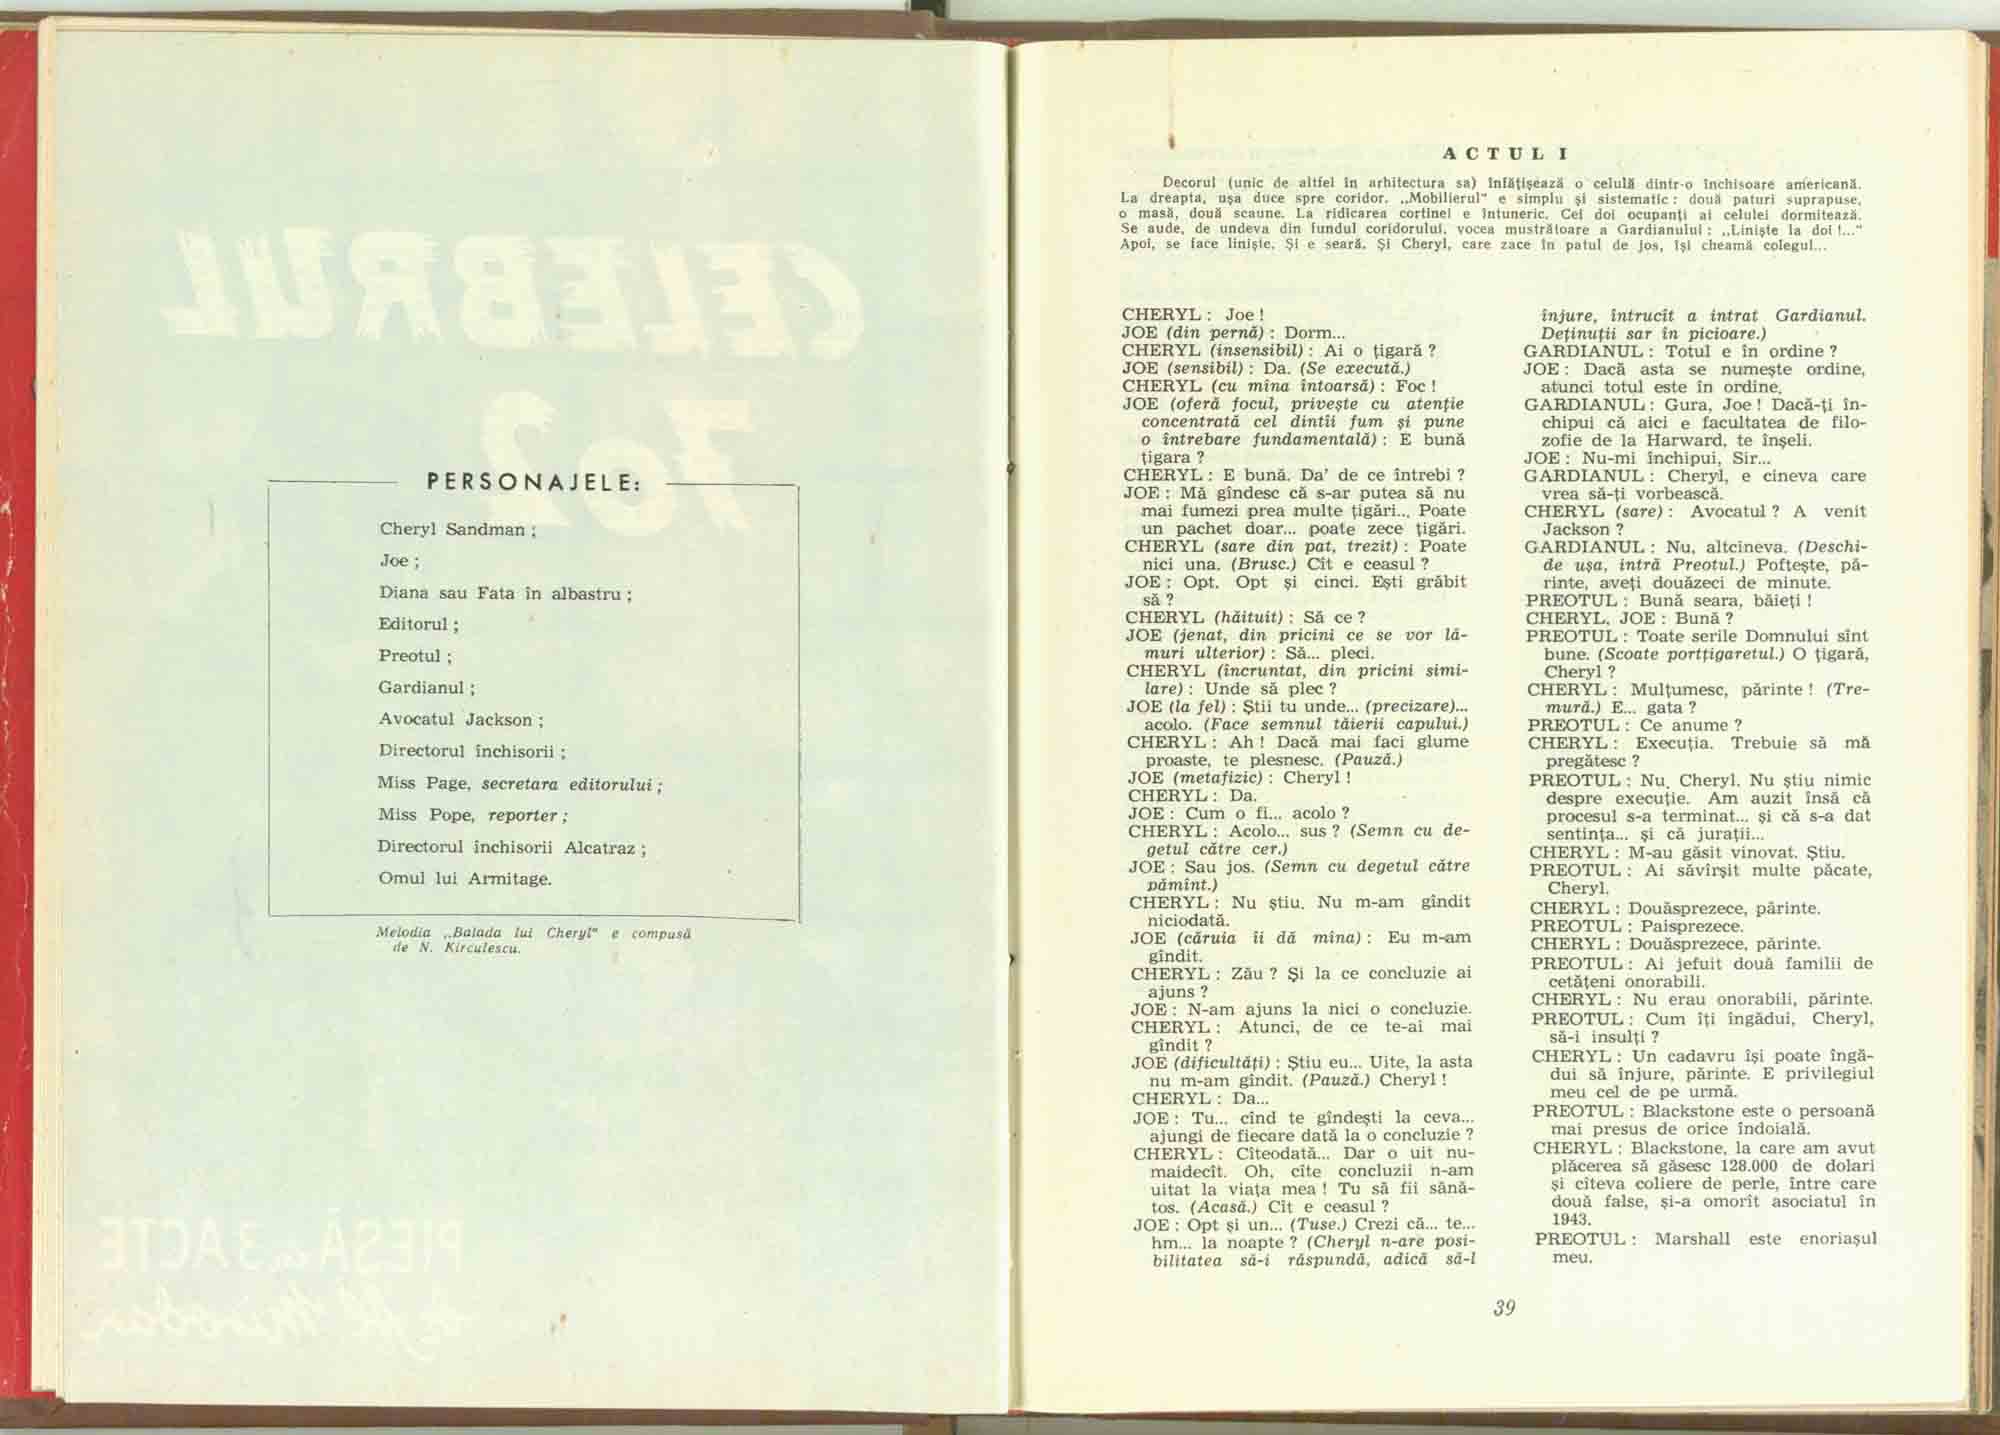 PERSONAJELE:
Cheryl Sandman ;
Joe ;
Diana sau Fata în albastru ;
Editorul ;
Preotul ;
Gardianul ;
Avocatul Jackson ;
Directorul închisorii ;
Miss Page, secretara editorului ;
Miss Pope, reporter ;
Directorul închisorii Alcatraz ;
Omul lui Armitage.
Melodia „Balada lui Cheryl" e compusă
de N. Kirculescu.
CELEBRUL
702
PIESĂ în 3 ACTE
de Al. Mirodan
ACTUL I
Decorul (unic de altfel în arhitectura sa) înfățișează o celulă dintr-o închisoare americană.
La dreapta, ușa duce spre coridor. „Mobilierul" e simplu și sistematic : două paturi suprapuse,
o masă, două scaune. La ridicarea cortinei e întuneric. Cei doi ocupanți ai celulei dormitează.
Se aude, de undeva din fundul coridorului, vocea mustrătoare a Gardianului : „Liniște la doi !..."
Apoi, se face liniște. Și e seară. Și Cheryl, care zace în patul de jos, își cheamă colegul...
CHERYL : Joe !
JOE (din pernă) : Dorm...
CHERYL (insensibil) : Ai o țigară ?
JOE (sensibil) : Da. (Se execută.)
CHERYL (cu mîna întoarsă) : Foc !
JOE (oferă focul, privește cu atenție
concentrată cel dintîi fum și pune
o întrebare fundamentală) : E bună
țigara ?
CHERYL : E bună. Da' de ce întrebi ?
JOE : Mă gîndesc că s-ar putea să nu
mai fumezi prea multe țigări... Poate
un pachet doar... poate zece țigări.
CHERYL (sare din pat, trezit) : Poate
nici una. (Brusc.) Cît e ceasul ?
JOE : Opt. Opt și cinci. Ești grăbit
să ?
CHERYL (hăituit) : Să ce ?
JOE (jenat, din pricini ce se vor lă-
muri ulterior) : Să... pleci.
CHERYL (încruntat, din pricini simi-
lare) : Unde să plec ?
JOE (la fel) : Știi tu unde... (precizare)...
acolo. (Face semnul tăierii capului.)
CHERYL : Ah ! Dacă mai faci glume
proaste, te plesnesc. (Pauză.)
JOE (metafizic) : Cheryl !
CHERYL : Da.
JOE : Cum o fi... acolo ?
CHERYL : Acolo... sus ? (Semn cu de-
getul către cer.)
JOE : Sau jos. (Semn cu degetul către
pămînt.)
CHERYL : Nu știu. Nu m-am gîndit
niciodată.
JOE (căruia îi dă mîna) : Eu m-am
gîndit.
CHERYL : Zău ? Și la ce concluzie ai
ajuns ?
JOE : N-am ajuns la nici o concluzie.
CHERYL : Atunci, de ce te-ai mai
gîndit ?
JOE (dificultăți) : Știu eu... Uite, la asta
nu m-am gîndit. (Pauză.) Cheryl !
CHERYL : Da...
JOE : Tu... cînd te gîndești la ceva...
ajungi de fiecare dată la o concluzie ?
CHERYL : Cîteodată... Dar o uit nu-
maidecît. Oh, cîte concluzii n-am
uitat la viața mea ! Tu să fii sănă-
tos. (Acasă.) Cît e ceasul ?
JOE : Opt și un... (Tuse.) Crezi că... te...
hm... la noapte ? (Cheryl n-are posi-
bilitatea să-i răspundă, adică să-l
înjure, întrucît a intrat Gardianul.
Deținuții sar în picioare.)
GARDIANUL : Totul e în ordine ?
JOE : Dacă asta se numește ordine,
atunci totul este în ordine.
GARDIANUL : Gura, Joe ! Dacă-ți în-
chipui că aici e facultatea de filo-
zofie de la Harward, te înșeli.
JOE : Nu-mi închipui, Sir...
GARDIANUL : Cheryl, e cineva care
vrea să-ți vorbească.
CHERYL (sare) : Avocatul ? A venit
Jackson ?
GARDIANUL : Nu, altcineva. (Deschi-
de ușa, intră Preotul.) Poftește, pă-
rinte, aveți douăzeci de minute.
PREOTUL : Bună seara, băieți !
CHERYL, JOE : Bună ?
PREOTUL : Toate serile Domnului sînt
bune. (Scoate portțigaretul.) O țigară,
Cheryl ?
CHERYL : Mulțumesc, părinte ! (Tre-
mură.) E... gata ?
PREOTUL : Ce anume ?
CHERYL : Execuția. Trebuie să mă
pregătesc ?
PREOTUL : Nu, Cheryl. Nu știu nimic
despre execuție. Am auzit însă că
procesul s-a terminat... și că s-a dat
sentința... și că jurații...
CHERYL : M-au găsit vinovat. Știu.
PREOTUL : Ai săvîrșit multe păcate,
Cheryl.
CHERYL : Douăsprezece, părinte.
PREOTUL : Paisprezece.
CHERYL : Douăsprezece, părinte.
PREOTUL : Ai jefuit două familii de
cetățeni onorabili.
CHERYL : Nu erau onorabili, părinte.
PREOTUL : Cum îți îngădui, Cheryl,
să-i insulți ?
CHERYL : Un cadavru își poate îngă-
dui să înjure, părinte. E privilegiul
meu cel de pe urmă.
PREOTUL : Blackstone este o persoană
mai presus de orice îndoială.
CHERYL : Blackstone, la care am avut
plăcerea să găsesc 128.000 de dolari
și cîteva coliere de perle, între care
două false, și-a omorît asociatul în
1943.
PREOTUL : Marshall este enoriașul
meu.
39